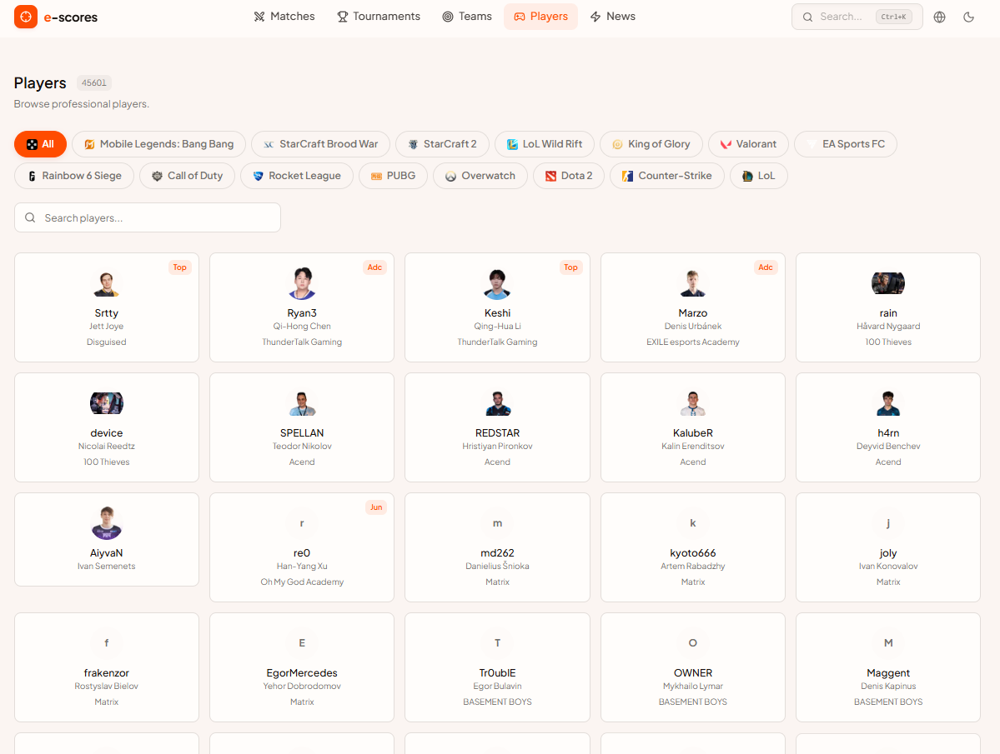 e-scores
Matches
Tournaments
Teams
Players
News
Search...
Ctrl+K
Players 45601
Browse professional players.
All
Mobile Legends: Bang Bang
StarCraft Brood War
StarCraft 2
LoL Wild Rift
King of Glory
Valorant
EA Sports FC
Rainbow 6 Siege
Call of Duty
Rocket League
PUBG
Overwatch
Dota 2
Counter-Strike
LoL
Search players...
Top
Srtty
Jett Joye
Disguised
Adc
Ryan3
Qi-Hong Chen
ThunderTalk Gaming
Top
Keshi
Qing-Hua Li
ThunderTalk Gaming
Adc
Marzo
Denis Urbánek
EXILE esports Academy
rain
Håvard Nygaard
100 Thieves
device
Nicolai Reedtz
100 Thieves
SPELLAN
Teodor Nikolov
Acend
REDSTAR
Hristiyan Pironkov
Acend
KalubeR
Kalin Erenditsov
Acend
h4rn
Deyvid Benchev
Acend
AiyvaN
Ivan Semenets
Jun
r
re0
Han-Yang Xu
Oh My God Academy
m
md262
Danielius Šnioka
Matrix
k
kyoto666
Artem Rabadzhy
Matrix
j
joly
Ivan Konovalov
Matrix
f
frakenzor
Rostyslav Bielov
Matrix
E
EgorMercedes
Yehor Dobrodomov
Matrix
T
Tr0ublE
Egor Bulavin
BASEMENT BOYS
O
OWNER
Mykhailo Lymar
BASEMENT BOYS
M
Maggent
Denis Kapinus
BASEMENT BOYS